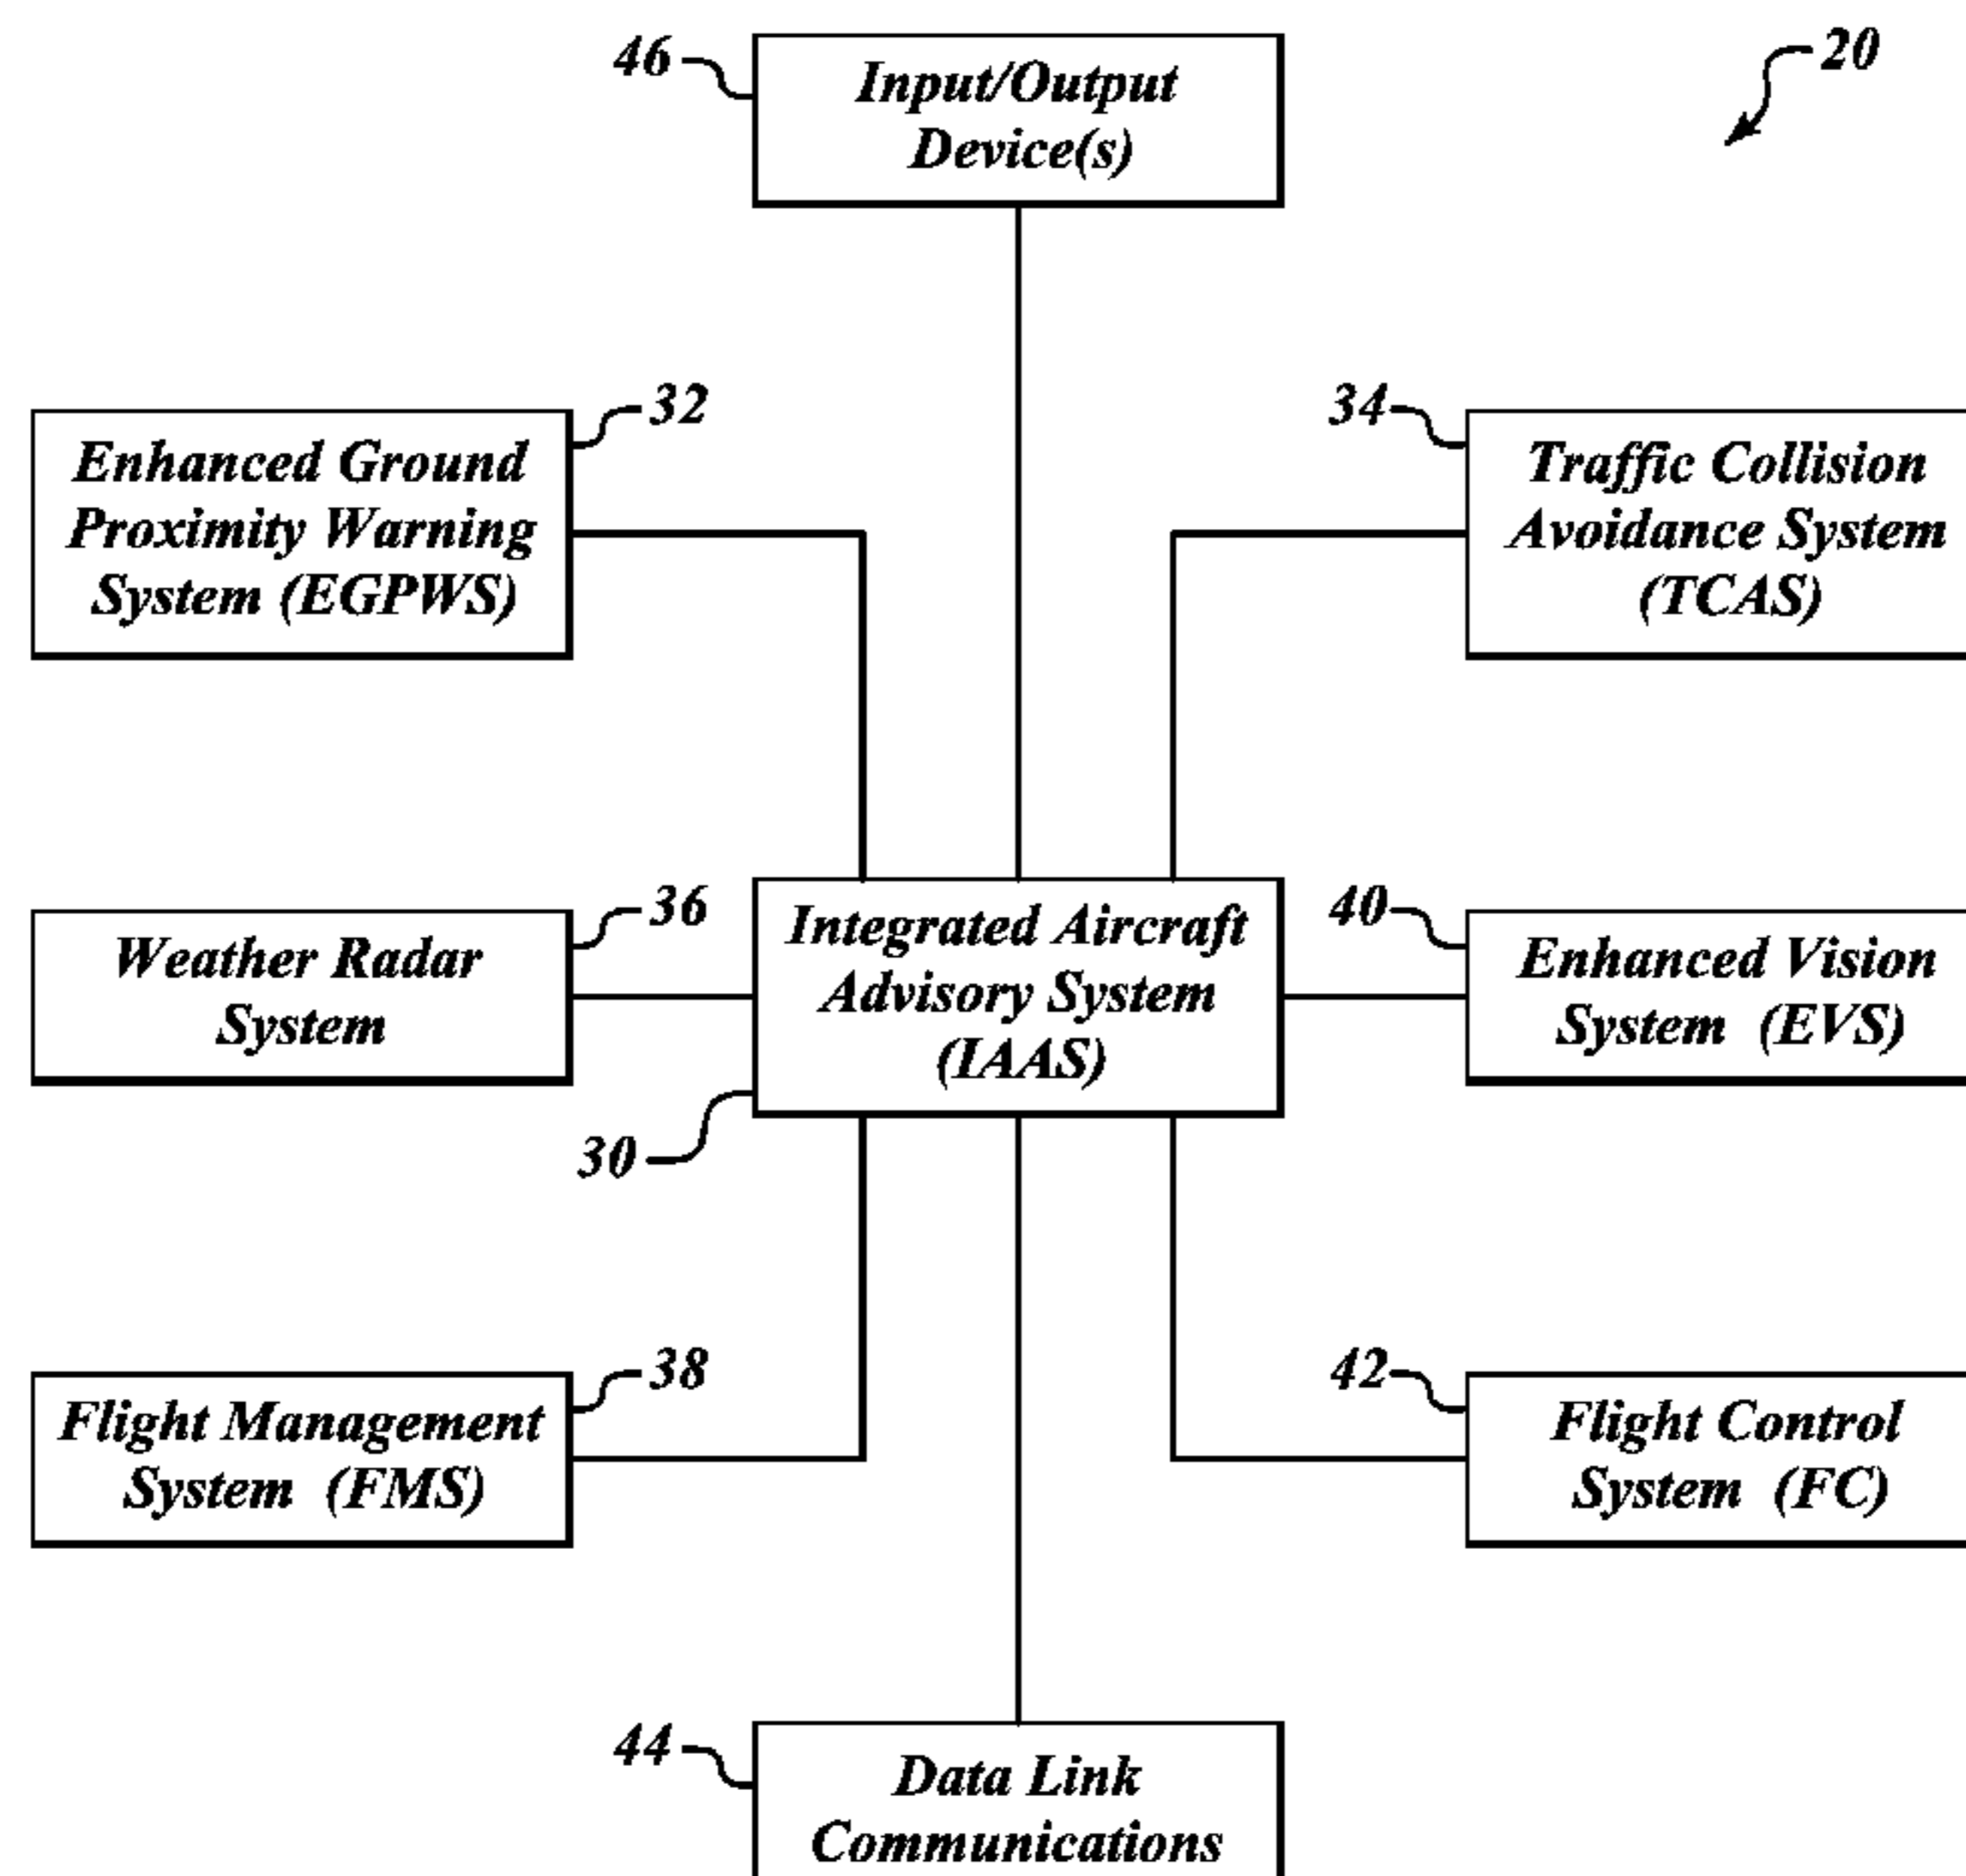 46
Input/Output
Device(s)
20
32
Enhanced Ground
Proximity Warning
System (EGPWS)
34
Traffic Collision
Avoidance System
(TCAS)
36
Weather Radar
System
Integrated Aircraft
Advisory System
(IAAS)
30
40
Enhanced Vision
System (EVS)
38
Flight Management
System (FMS)
42
Flight Control
System (FC)
44
Data Link
Communications